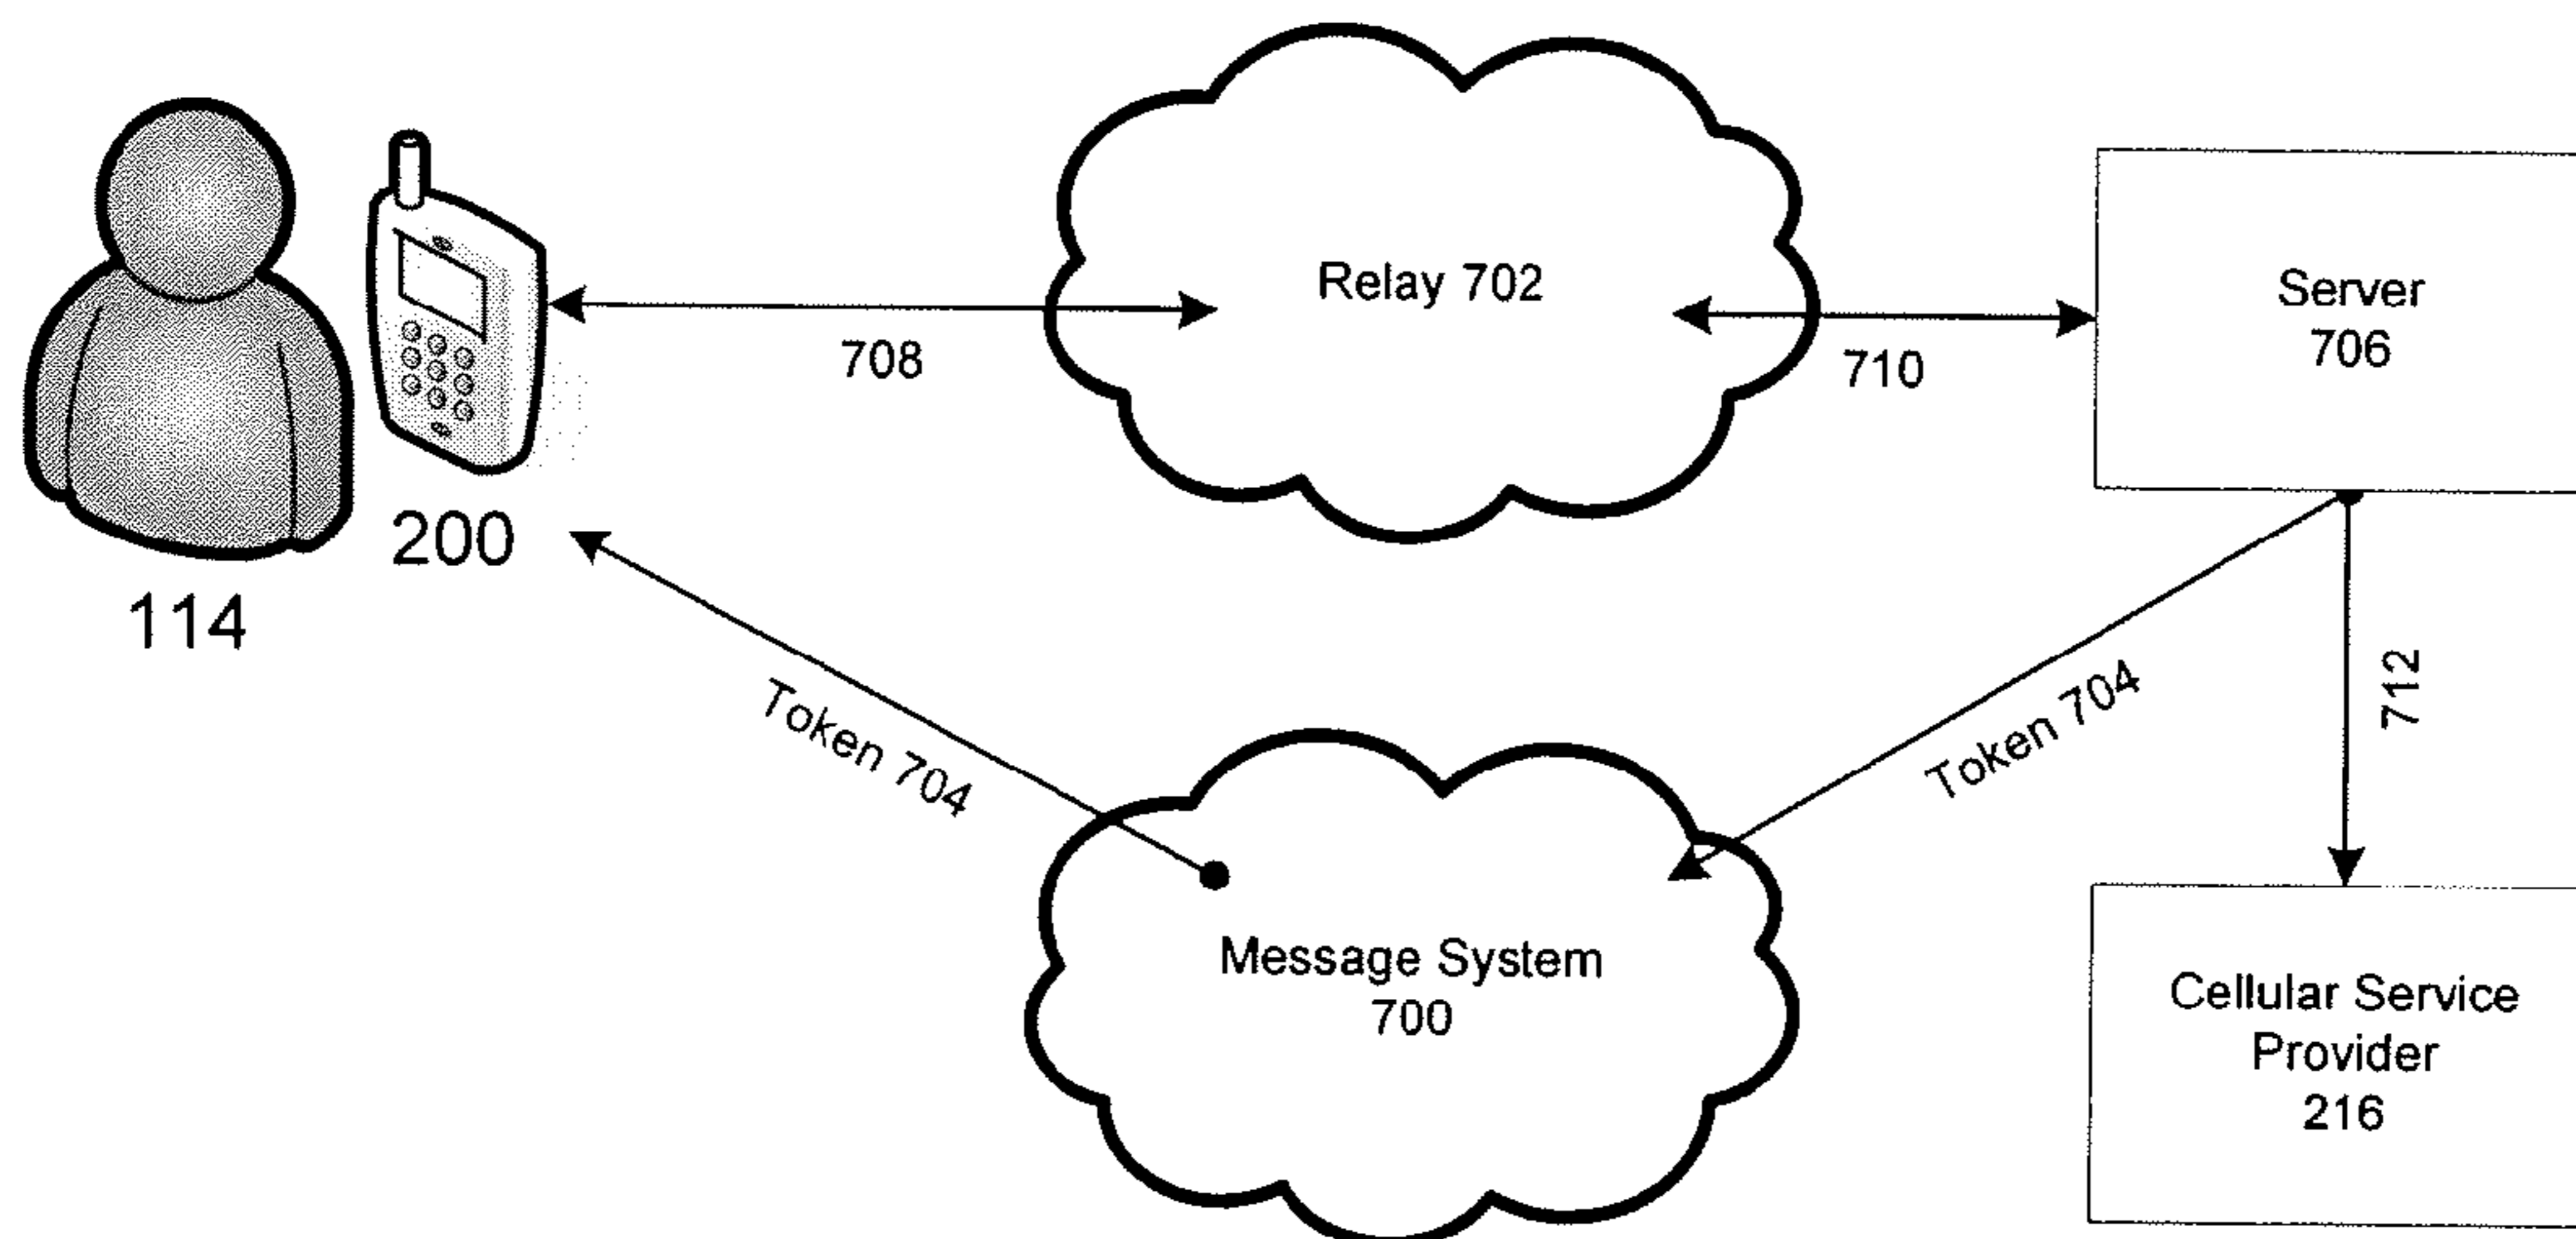 Relay 702
Server
706
708
710
200
114
Token 704
Token 704
712
Message System
700
Cellular Service
Provider
216